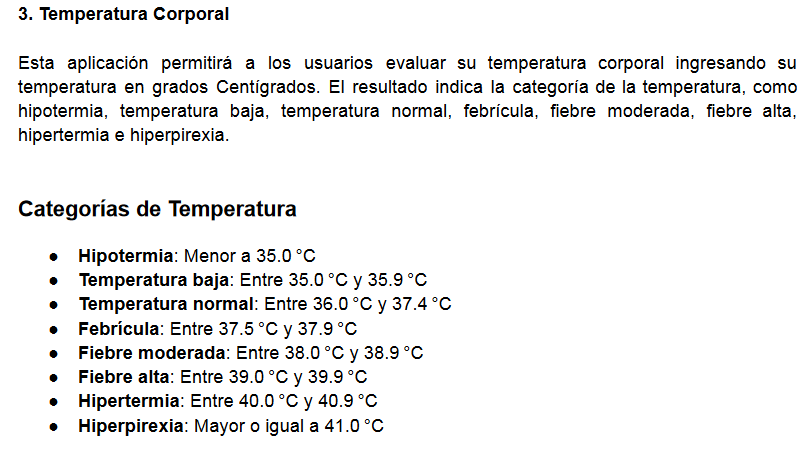 3. Temperatura Corporal
Esta aplicación permitirá a los usuarios evaluar su temperatura corporal ingresando su
temperatura en grados Centígrados. El resultado indica la categoría de la temperatura, como
hipotermia, temperatura baja, temperatura normal, febrícula, fiebre moderada, fiebre alta,
hipertermia e hiperpirexia.
Categorías de Temperatura
● Hipotermia: Menor a 35.0 °C
● Temperatura baja: Entre 35.0 °C y 35.9 °C
● Temperatura normal: Entre 36.0 °C y 37.4 °C
● Febrícula: Entre 37.5 °C y 37.9 °C
● Fiebre moderada: Entre 38.0 °C y 38.9 °C
● Fiebre alta: Entre 39.0 °C y 39.9 °C
● Hipertermia: Entre 40.0 °C y 40.9 °C
● Hiperpirexia: Mayor o igual a 41.0 °C